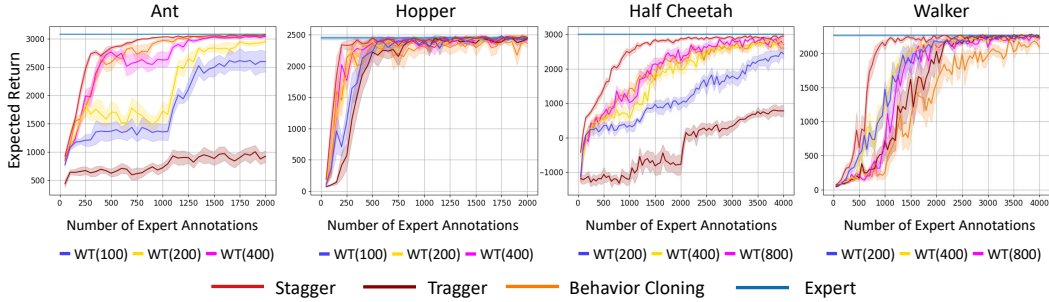 Ant Hopper Half Cheetah Walker
Expected Return
3000
2500
2000
1500
1000
500
0 250 500 750 1000 1250 1500 1750 2000
2500
2000
1500
1000
500
0
0 250 500 750 1000 1250 1500 1750 2000
3000
2000
1000
0
−1000
0 500 1000 1500 2000 2500 3000 3500 4000
2000
1500
1000
500
0
0 500 1000 1500 2000 2500 3000 3500 4000
Number of Expert Annotations Number of Expert Annotations Number of Expert Annotations Number of Expert Annotations
WT(100) WT(200) WT(400) WT(100) WT(200) WT(400) WT(200) WT(400) WT(800) WT(200) WT(400) WT(800)
Stagger Tragger Behavior Cloning Expert